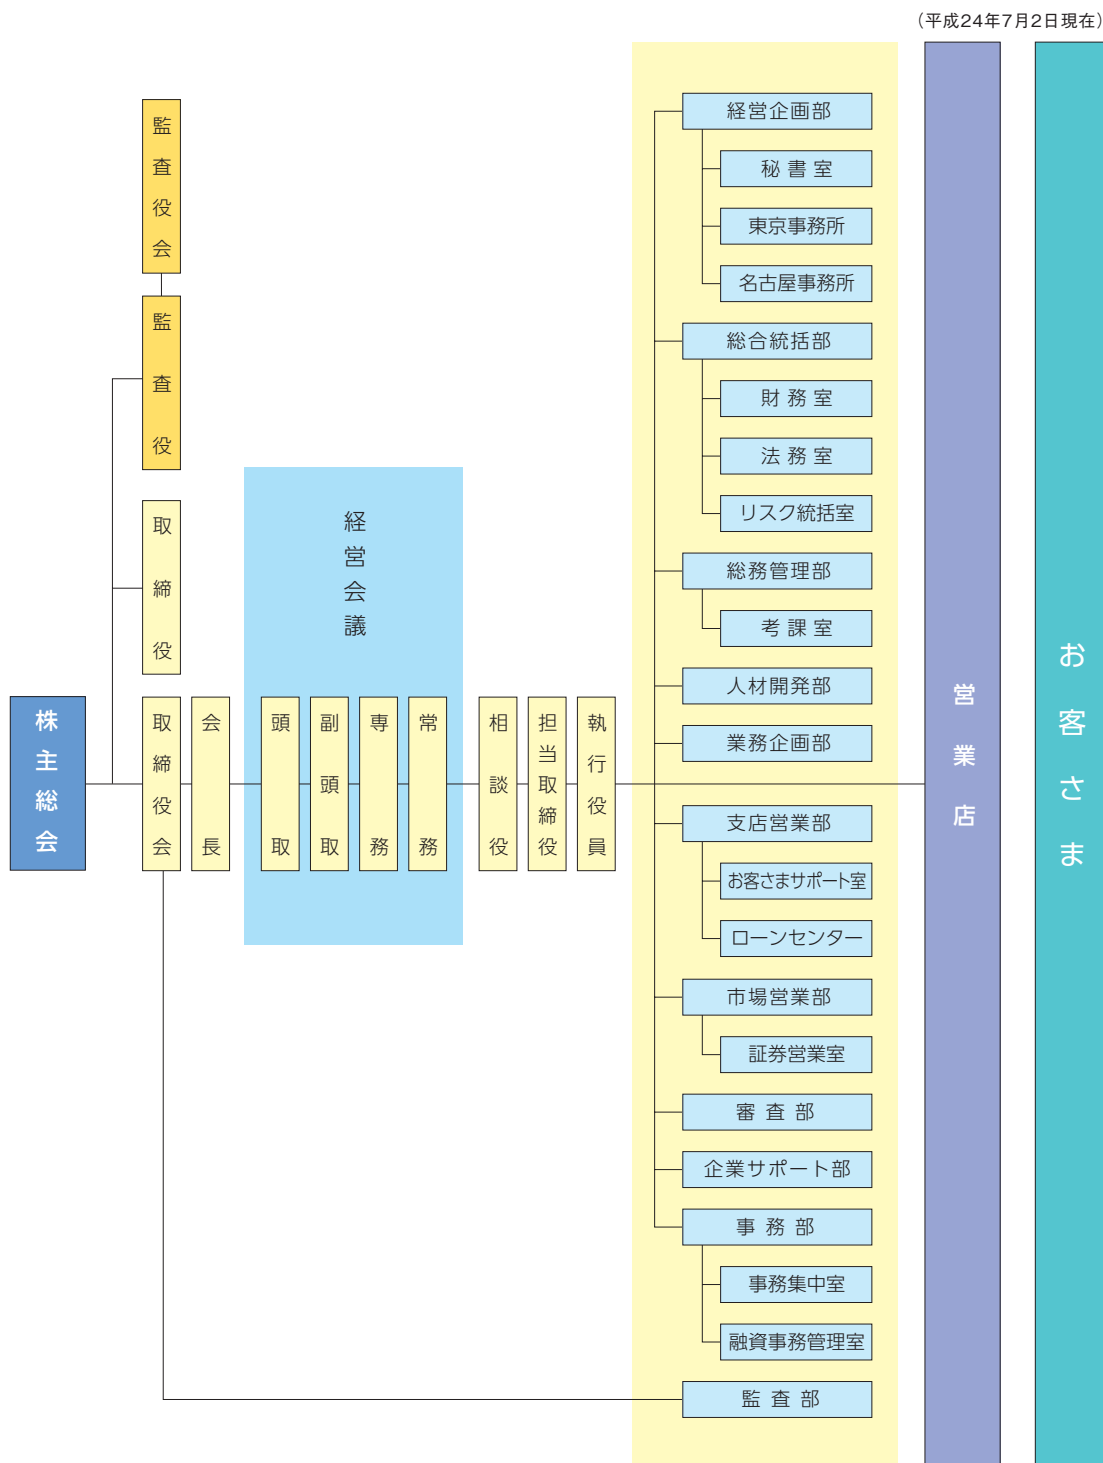 （平成24年7月2日現在）
監査役会
監査役
取締役
株主総会
取締役会
会長
経営会議
頭取
副頭取
専務
常務
相談役
担当取締役
執行役員
経営企画部
秘書室
東京事務所
名古屋事務所
総合統括部
財務室
法務室
リスク統括室
総務管理部
考課室
人材開発部
業務企画部
支店営業部
お客さまサポート室
ローンセンター
市場営業部
証券営業室
審査部
企業サポート部
事務部
事務集中室
融資事務管理室
監査部
営業店
お客さま